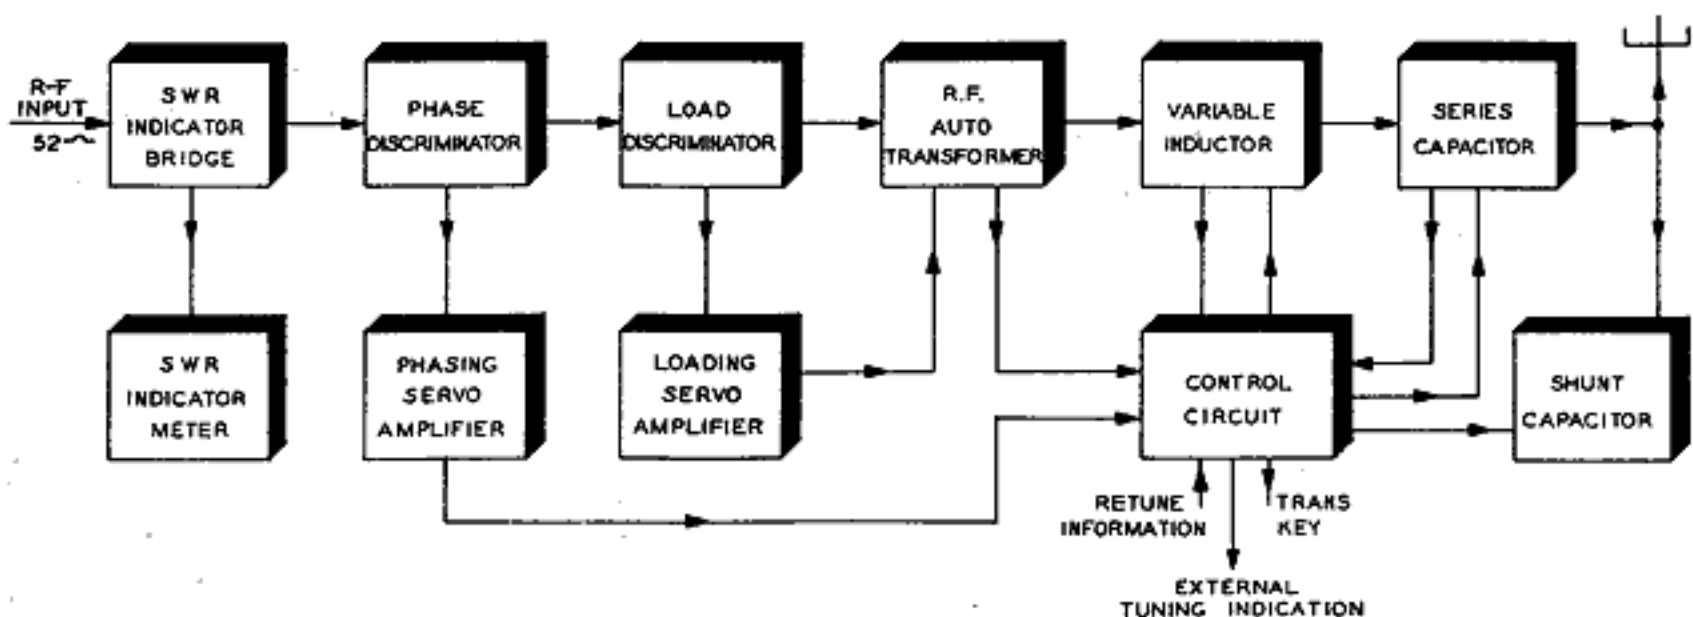 R-F
INPUT
52~
SWR
INDICATOR
BRIDGE
PHASE
DISCRIMINATOR
LOAD
DISCRIMINATOR
R.F.
AUTO
TRANSFORMER
VARIABLE
INDUCTOR
SERIES
CAPACITOR
SWR
INDICATOR
METER
PHASING
SERVO
AMPLIFIER
LOADING
SERVO
AMPLIFIER
CONTROL
CIRCUIT
SHUNT
CAPACITOR
RETUNE
INFORMATION
TRANS
KEY
EXTERNAL
TUNING INDICATION